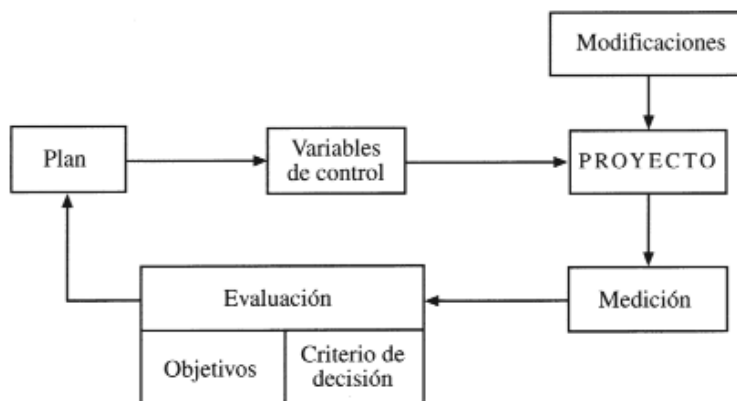 Modificaciones
Plan
Variables
de control
PROYECTO
Evaluación
Medición
Objetivos
Criterio de
decisión